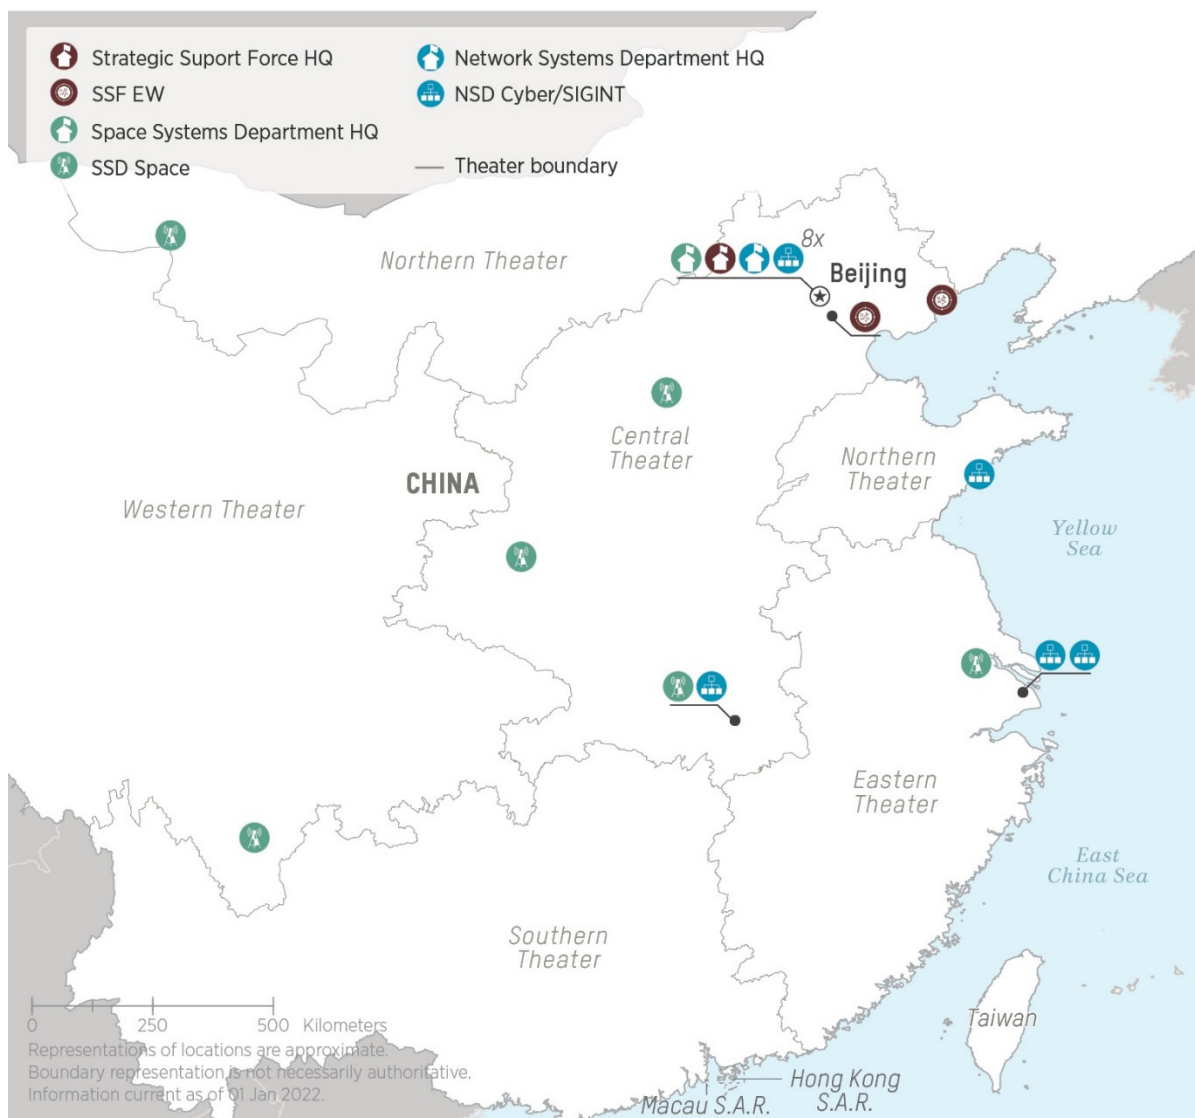 Strategic Suport Force HQ
SSF EW
Space Systems Department HQ
SSD Space
Network Systems Department HQ
NSD Cyber/SIGINT
Theater boundary
Northern Theater
8x
Beijing
Central
Theater
Northern
Theater
CHINA
Western Theater
Yellow
Sea
Eastern
Theater
East
China Sea
Southern
Theater
Taiwan
0 250 500 Kilometers
Representations of locations are approximate.
Boundary representation is not necessarily authoritative.
Information current as of 01 Jan 2022.
Hong Kong
S.A.R.
Macau S.A.R.